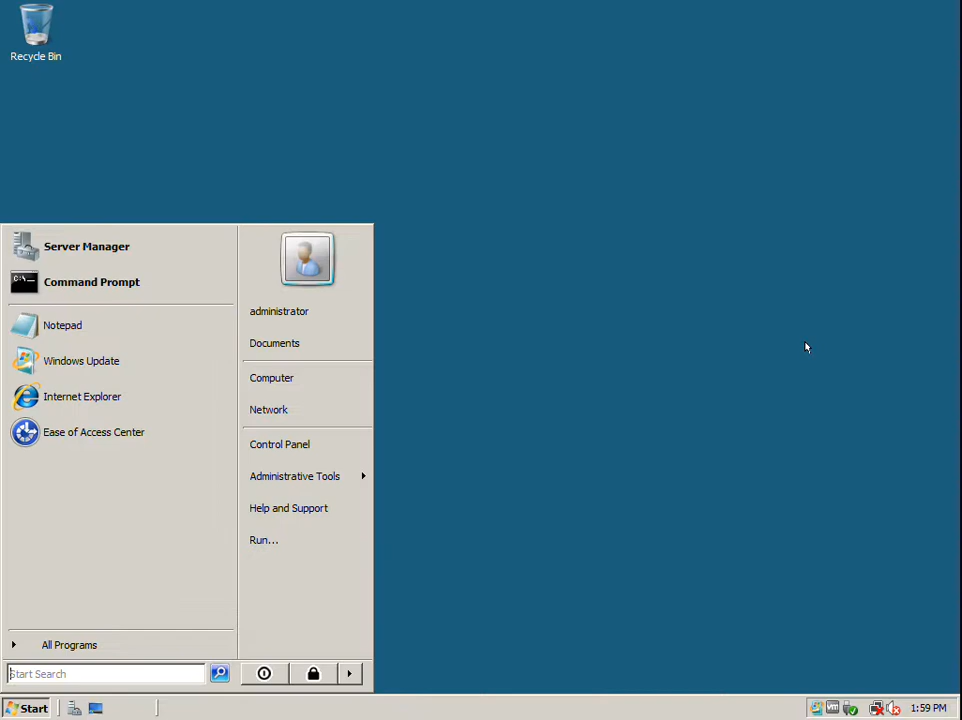 Recycle Bin
Server Manager
Command Prompt
Notepad
Windows Update
Internet Explorer
Ease of Access Center
All Programs
Start Search
administrator
Documents
Computer
Network
Control Panel
Administrative Tools
Help and Support
Run...
Start
1:59 PM